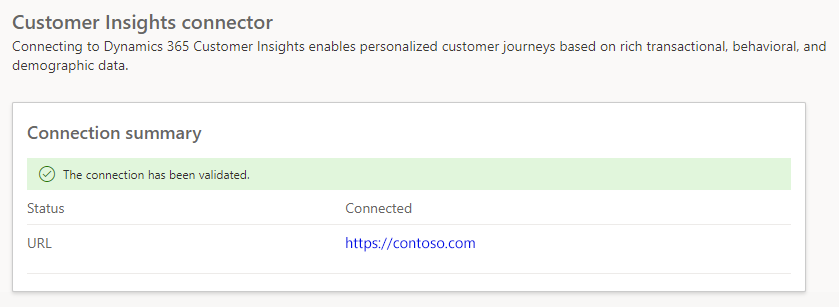 Customer Insights connector
Connecting to Dynamics 365 Customer Insights enables personalized customer journeys based on rich transactional, behavioral, and
demographic data.
Connection summary
The connection has been validated.
Status Connected
URL https://contoso.com